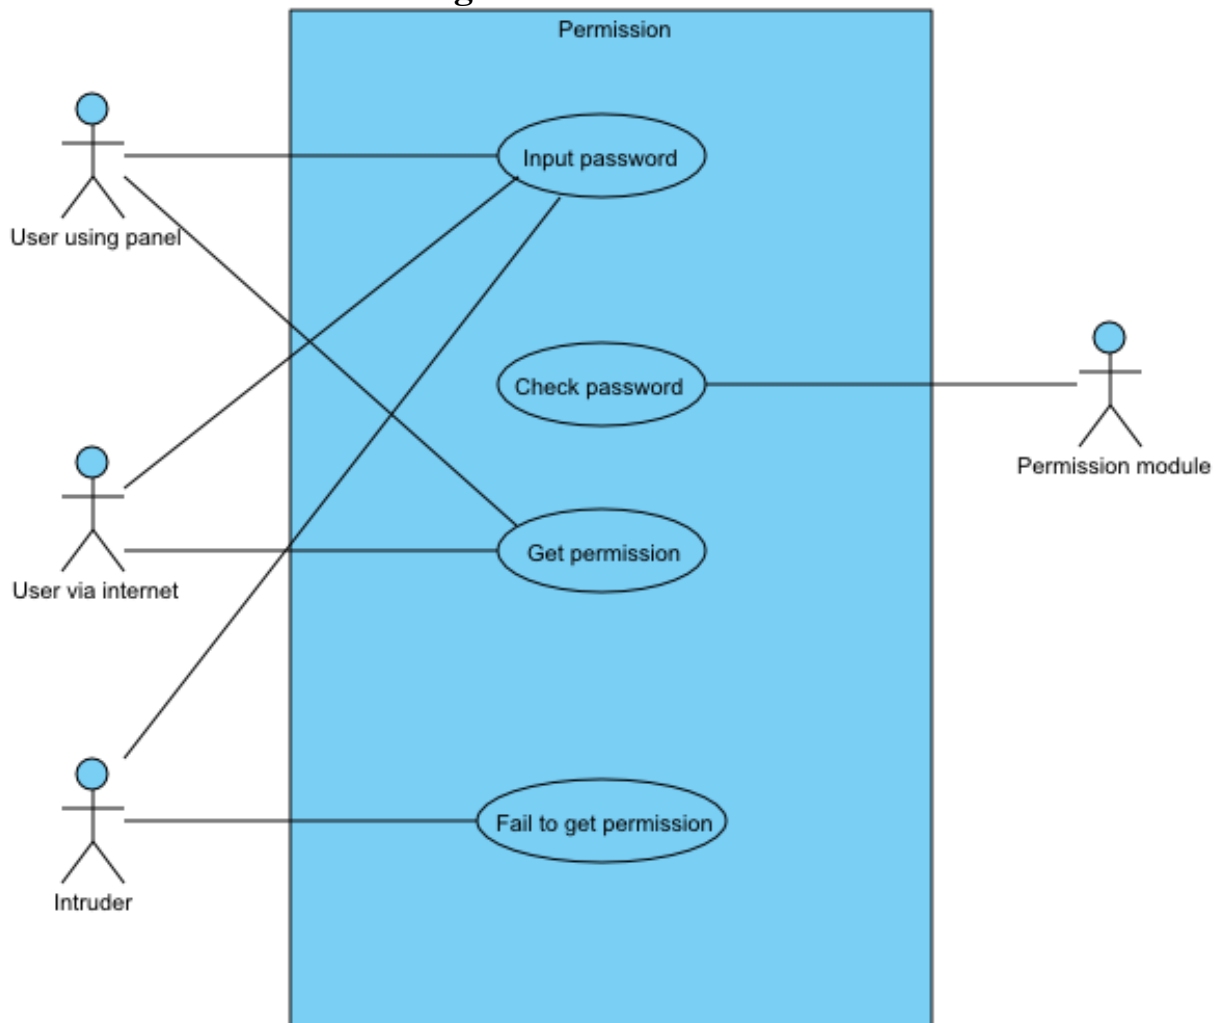 Permission
Input password
User using panel
Check password
Permission module
Get permission
User via internet
Fail to get permission
Intruder